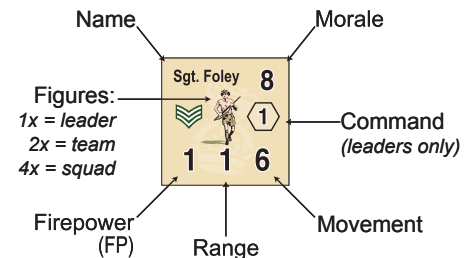 Name
Morale
Sgt. Foley 8
Figures:
1x = leader
2x = team
4x = squad
1
Command
(leaders only)
1 1 6
Firepower
(FP)
Range
Movement